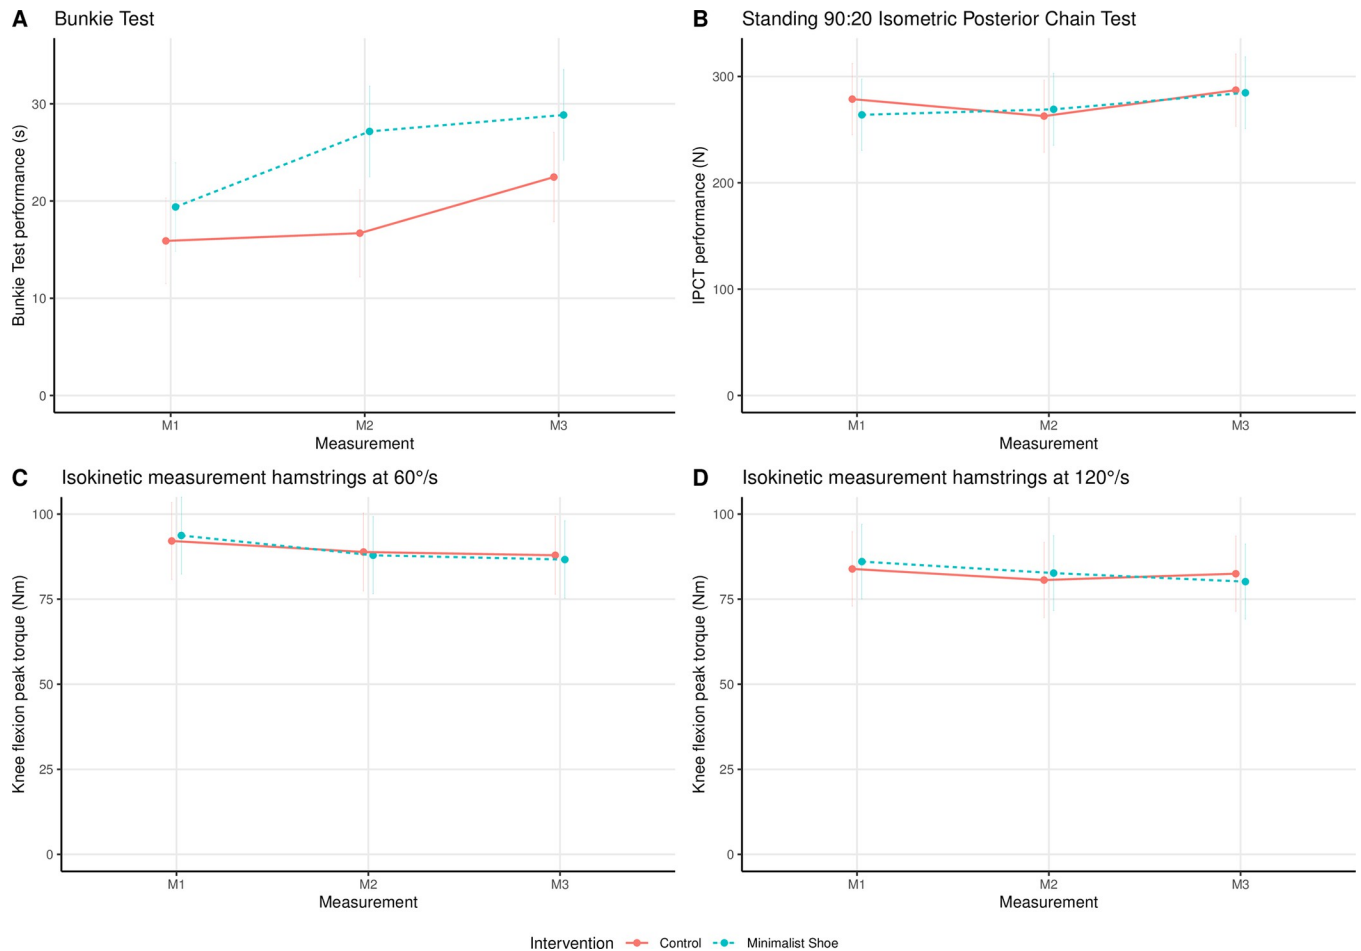 A Bunkie Test
Bunkie Test performance (s)
30
20
10
0
M1 M2 M3
Measurement
B Standing 90:20 Isometric Posterior Chain Test
IPCT performance (N)
300
200
100
0
M1 M2 M3
Measurement
C Isokinetic measurement hamstrings at 60°/s
Knee flexion peak torque (Nm)
100
75
50
25
0
M1 M2 M3
Measurement
D Isokinetic measurement hamstrings at 120°/s
Knee flexion peak torque (Nm)
100
75
50
25
0
M1 M2 M3
Measurement
Intervention Control Minimalist Shoe